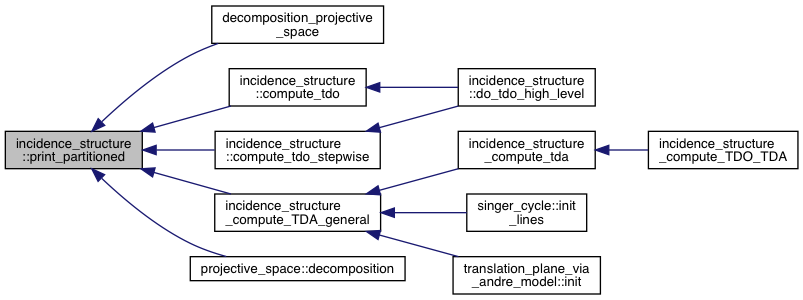 decomposition_projective
_space
incidence_structure
::compute_tdo
incidence_structure
::do_tdo_high_level
incidence_structure
::print_partitioned
incidence_structure
::compute_tdo_stepwise
incidence_structure
_compute_tda
incidence_structure
_compute_TDO_TDA
incidence_structure
_compute_TDA_general
singer_cycle::init
_lines
projective_space::decomposition
translation_plane_via
_andre_model::init